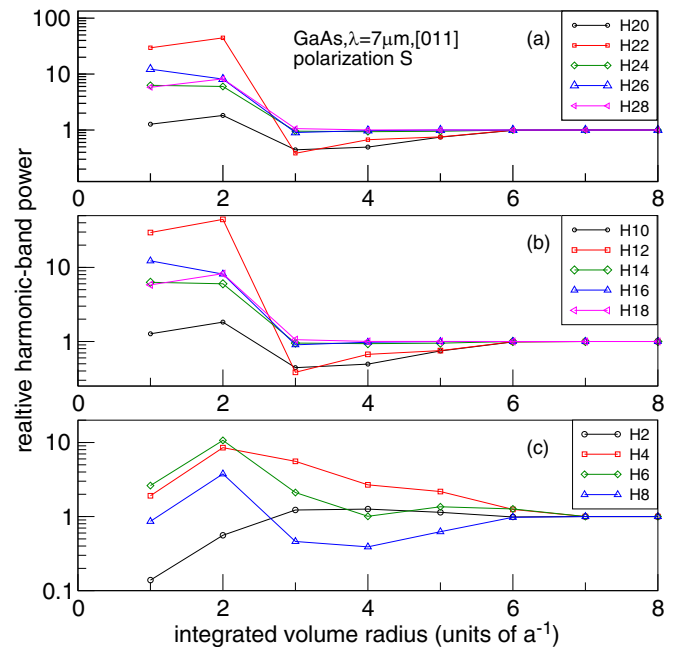 GaAs,λ=7μm,[011]
polarization S
(a)
H20
H22
H24
H26
H28
100
10
1
0 2 4 6 8
(b)
H10
H12
H14
H16
H18
10
1
0 2 4 6 8
(c)
H2
H4
H6
H8
10
1
0.1
0 2 4 6 8
realtive harmonic-band power
integrated volume radius (units of a⁻¹)